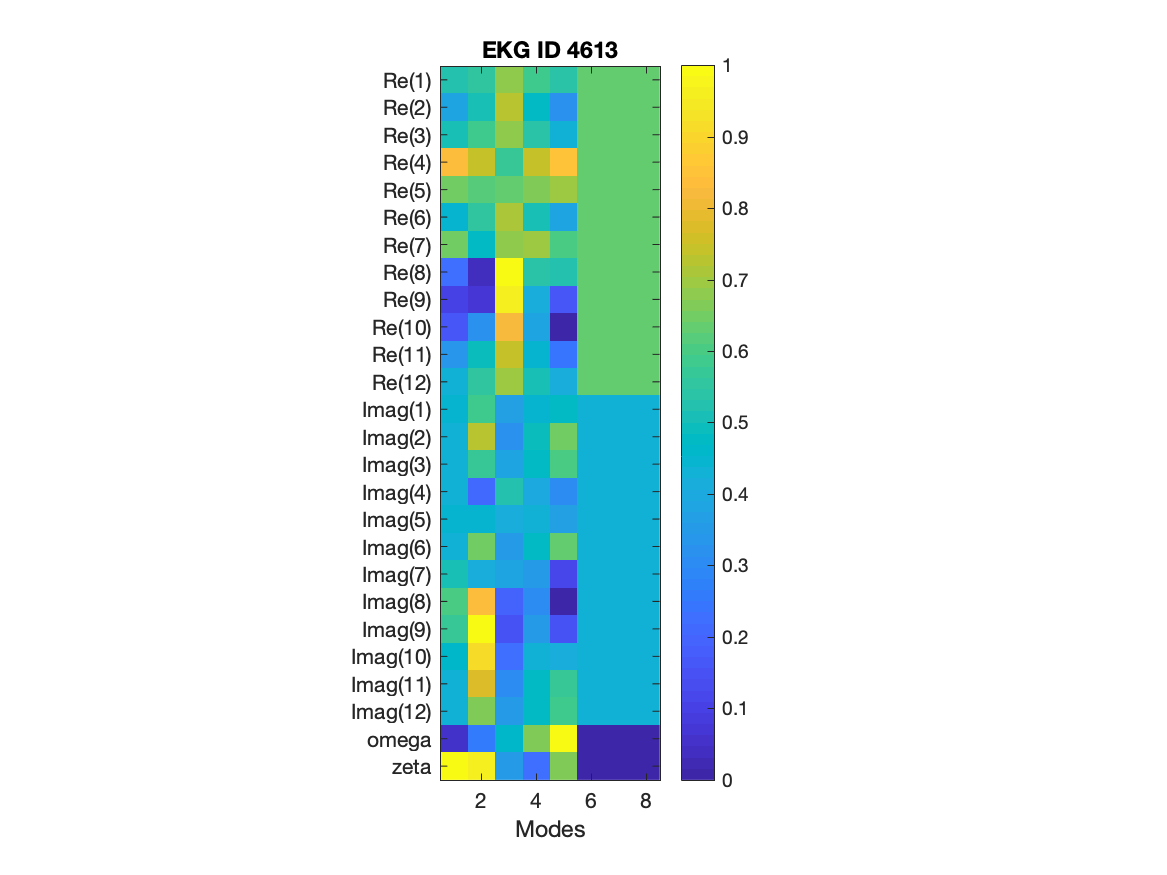 EKG ID 4613
Re(1)
Re(2)
Re(3)
Re(4)
Re(5)
Re(6)
Re(7)
Re(8)
Re(9)
Re(10)
Re(11)
Re(12)
Imag(1)
Imag(2)
Imag(3)
Imag(4)
Imag(5)
Imag(6)
Imag(7)
Imag(8)
Imag(9)
Imag(10)
Imag(11)
Imag(12)
omega
zeta
2 4 6 8
Modes
1
0.9
0.8
0.7
0.6
0.5
0.4
0.3
0.2
0.1
0